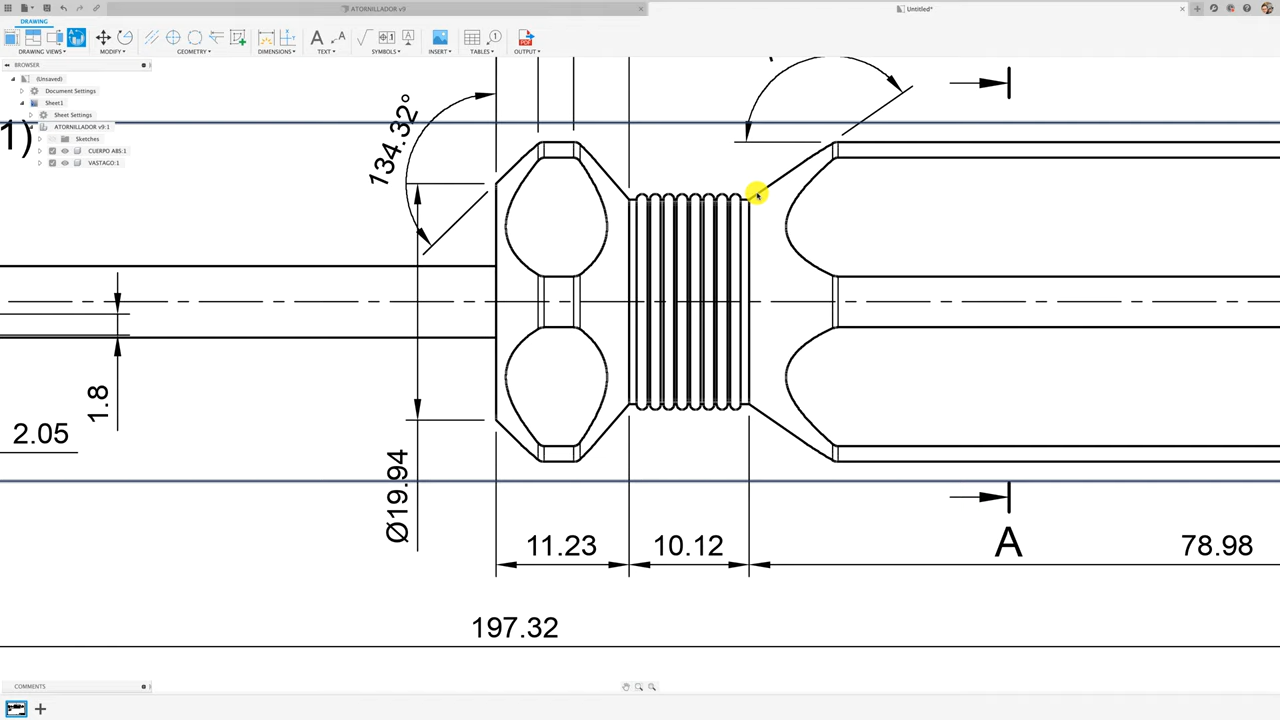 ATORNILLADOR v9
Untitled*
DRAWING
DRAWING VIEWS
MODIFY
GEOMETRY
DIMENSIONS
TEXT
SYMBOLS
INSERT
TABLES
OUTPUT
BROWSER
(Unsaved)
Document Settings
Sheet1
Sheet Settings
ATORNILLADOR v9:1
Sketches
CUERPO ABS:1
VASTAGO:1
1)
134.32°
1.8
2.05
Ø19.94
11.23
10.12
A
78.98
197.32
COMMENTS